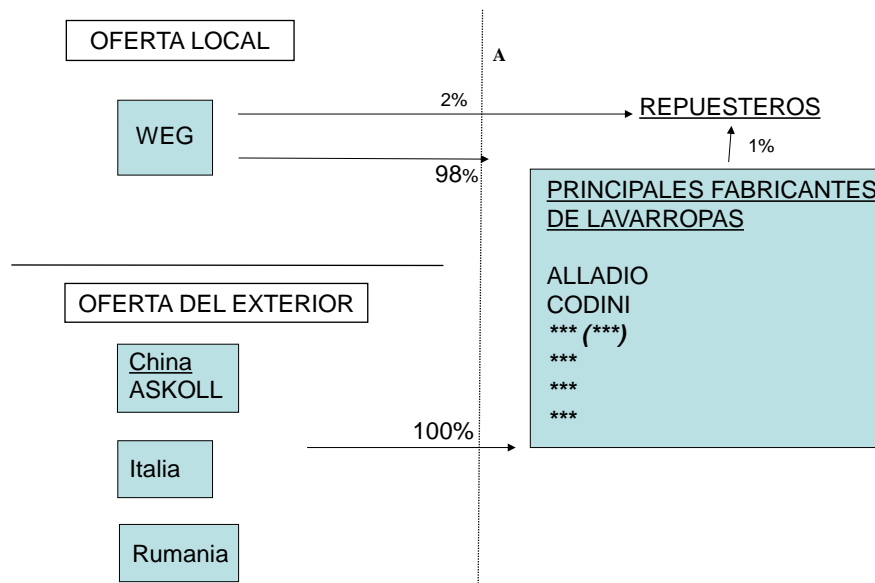 OFERTA LOCAL
A
WEG
2%
REPUESTEROS
98%
1%
PRINCIPALES FABRICANTES
DE LAVARROPAS
ALLADIO
CODINI
*** (***)
***
***
***
OFERTA DEL EXTERIOR
China
ASKOLL
100%
Italia
Rumania